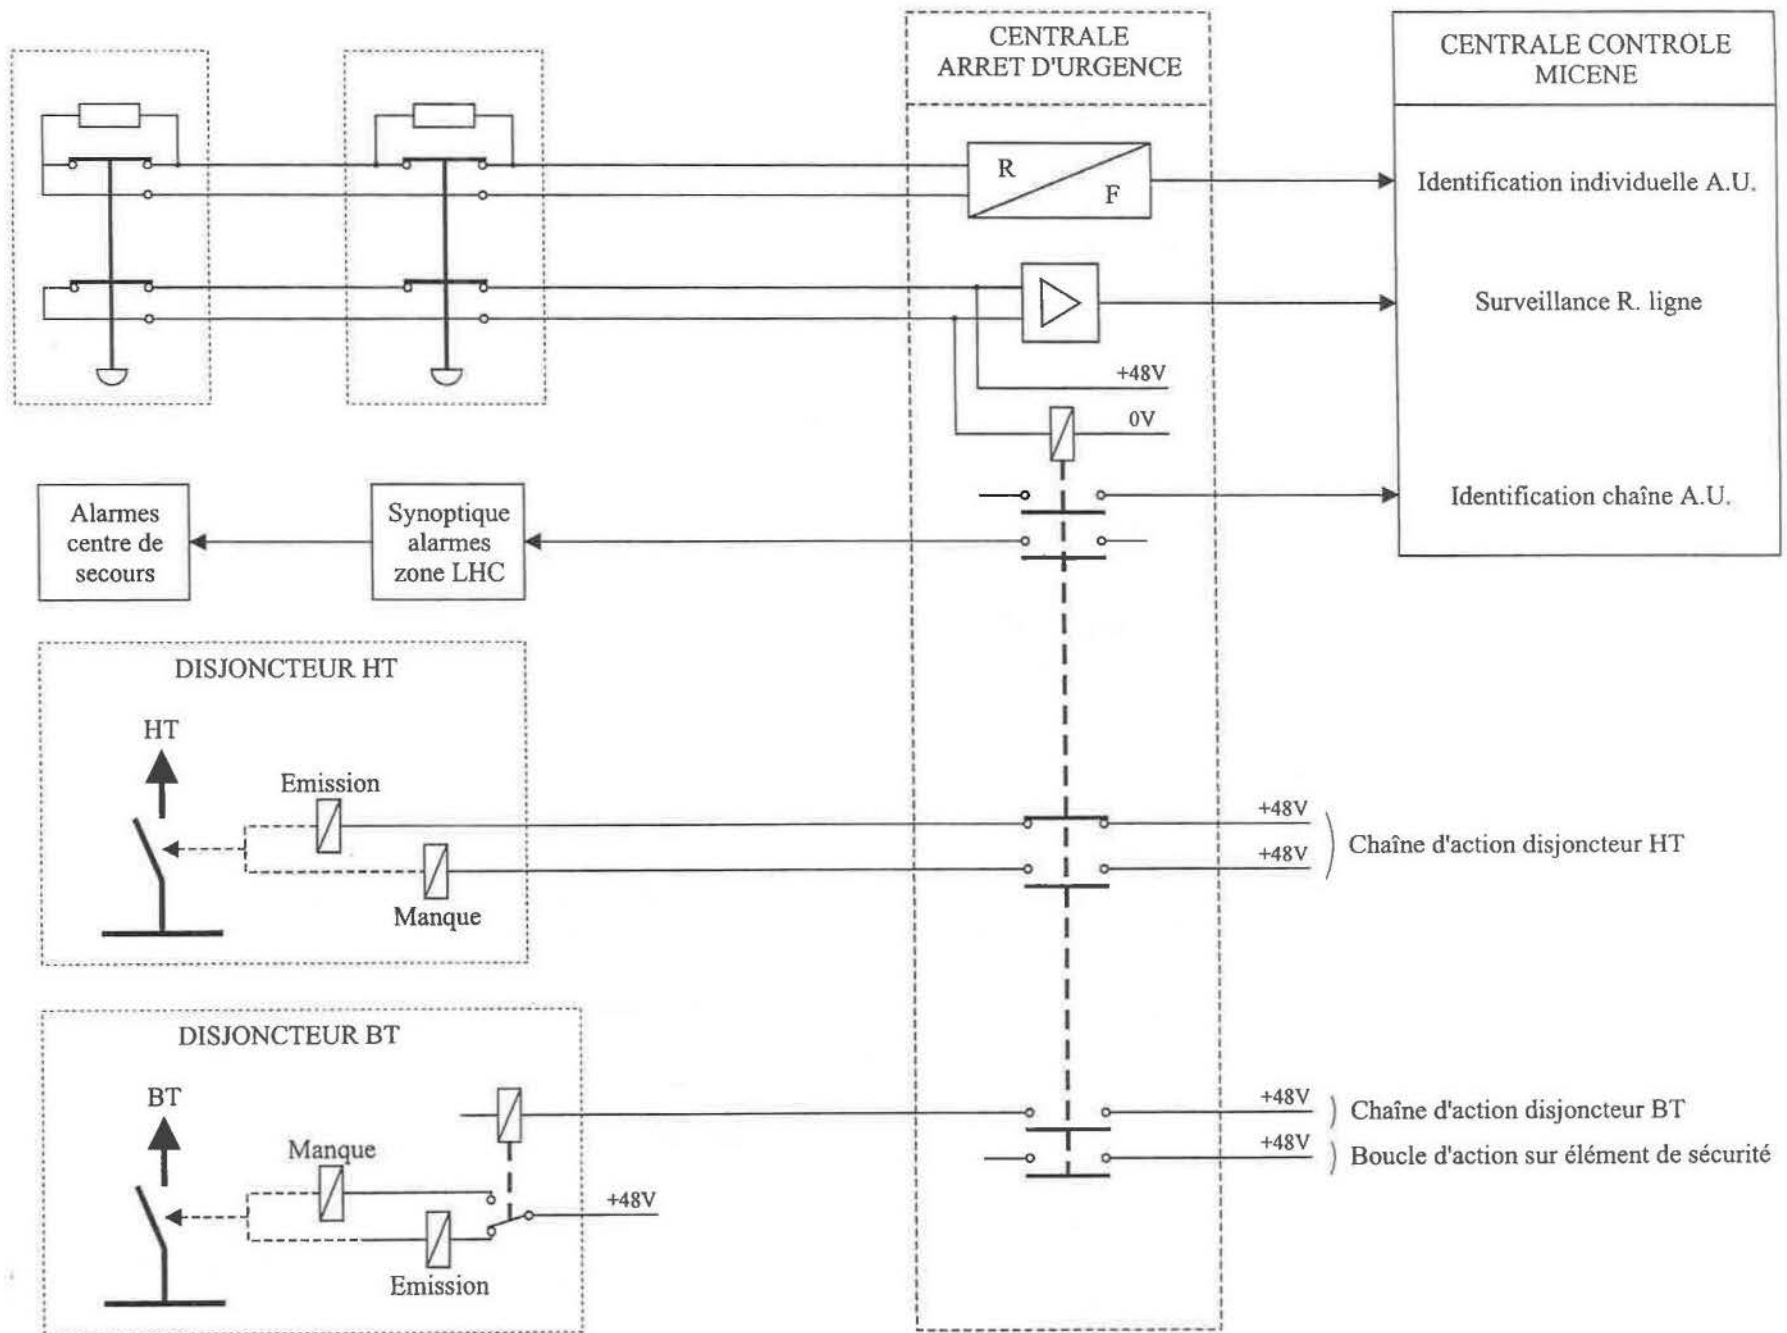 CENTRALE
ARRET D'URGENCE
CENTRALE CONTROLE
MICENE
R
F
Identification individuelle A.U.
Surveillance R. ligne
+48V
0V
Identification chaîne A.U.
Alarmes
centre de
secours
Synoptique
alarmes
zone LHC
DISJONCTEUR HT
HT
Emission
Manque
+48V
+48V
Chaîne d'action disjoncteur HT
DISJONCTEUR BT
BT
Manque
Emission
+48V
+48V
Chaîne d'action disjoncteur BT
+48V
Boucle d'action sur élément de sécurité